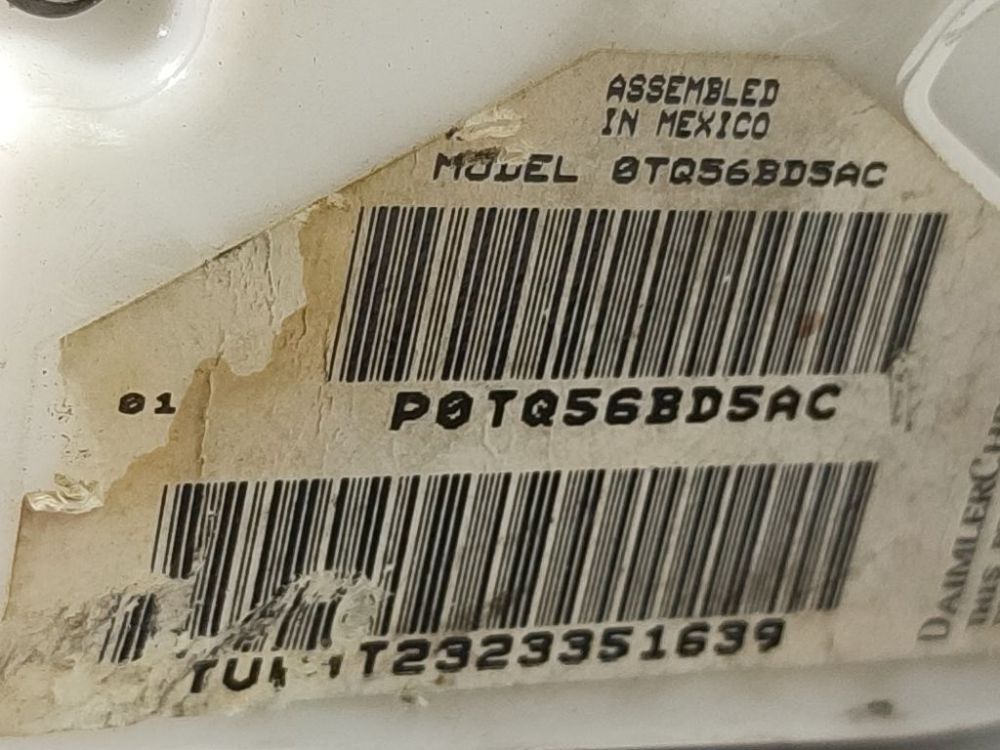 ASSEMBLED
IN MEXICO
MODEL 0TQ56BD5AC
01
P0TQ56BD5AC
T2323351639